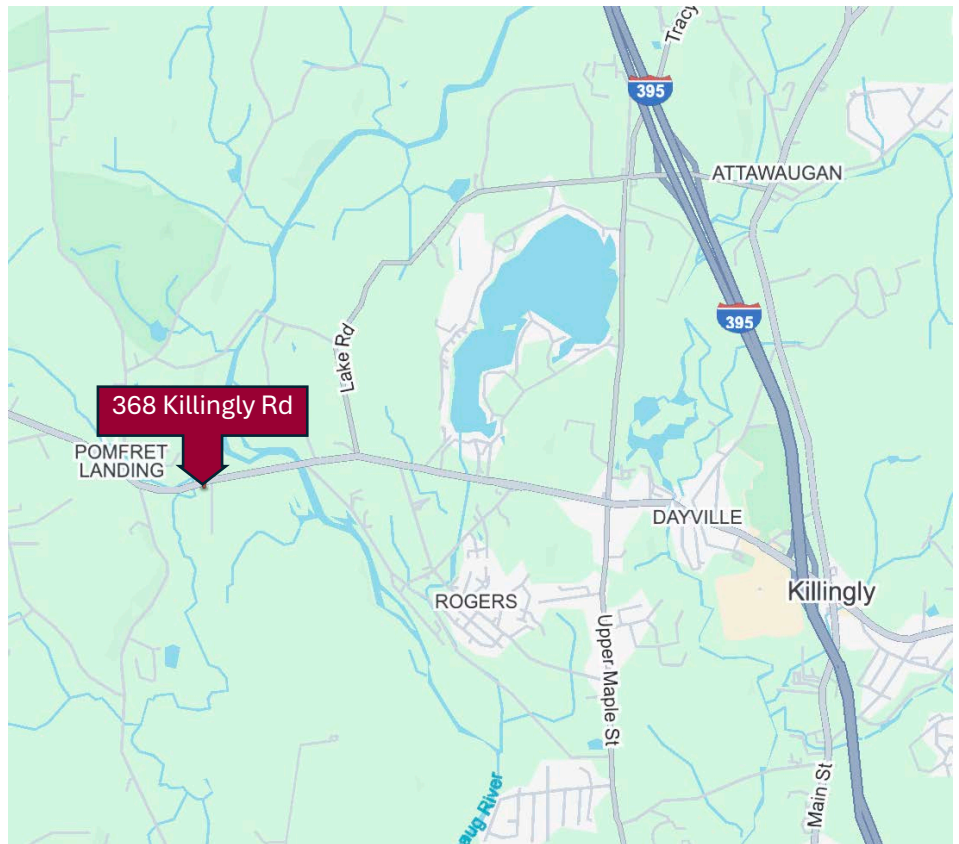 395
Tracy
ATTAWAUGAN
395
Lake Rd
368 Killingly Rd
POMFRET
LANDING
DAYVILLE
Killingly
ROGERS
Upper Maple St
Main St
aug River